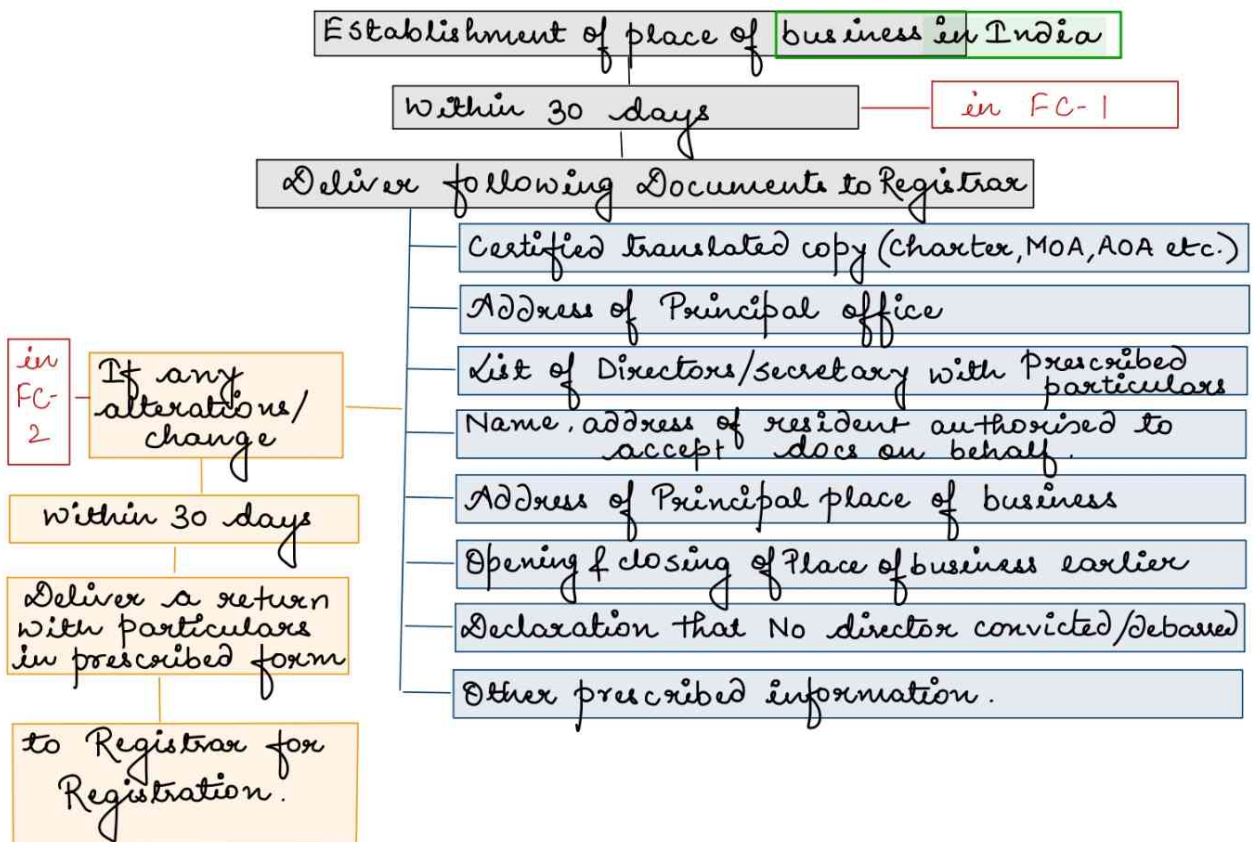 Establishment of place of business in India
Within 30 days
in FC-1
Deliver following Documents to Registrar
Certified translated copy (Charter, MOA, AOA etc.)
Address of Principal office
List of Directors/secretary with prescribed
particulars
Name, address of resident authorised to
accept docs on behalf.
Address of Principal place of business
Opening & closing of Place of business earlier
Declaration that No director convicted/debarred
Other prescribed information.
in
FC-
2
If any
alterations/
change
within 30 days
Deliver a return
with particulars
in prescribed form
to Registrar for
Registration.